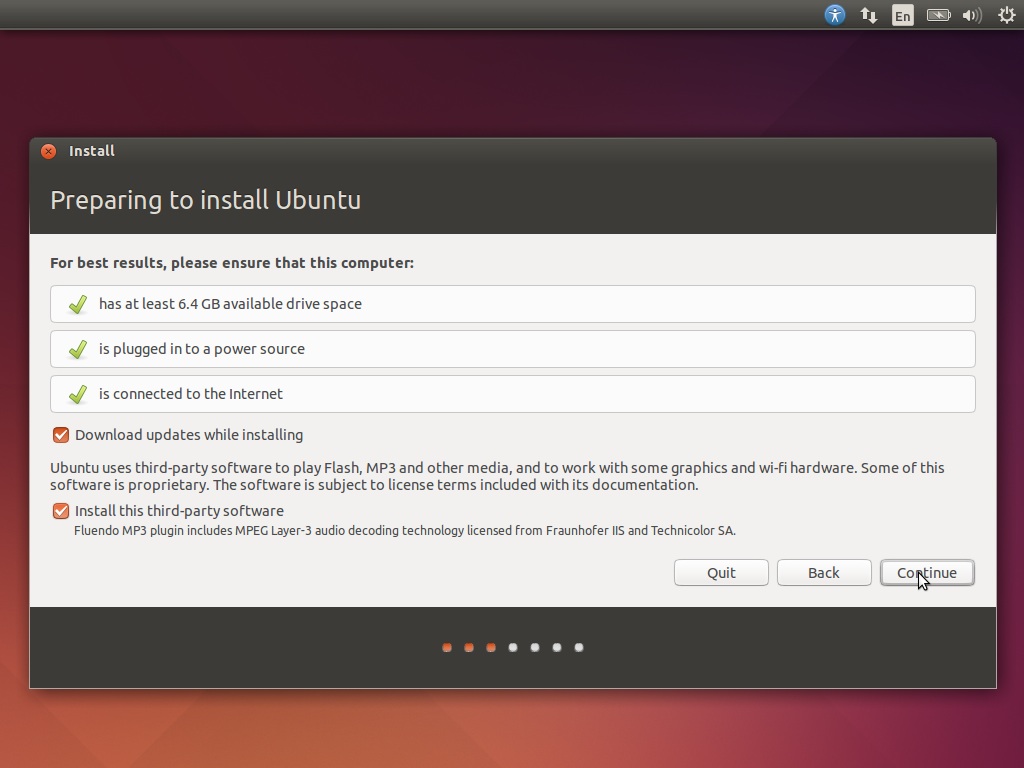 En
Install
Preparing to install Ubuntu
For best results, please ensure that this computer:
has at least 6.4 GB available drive space
is plugged in to a power source
is connected to the Internet
Download updates while installing
Ubuntu uses third-party software to play Flash, MP3 and other media, and to work with some graphics and wi-fi hardware. Some of this
software is proprietary. The software is subject to license terms included with its documentation.
Install this third-party software
Fluendo MP3 plugin includes MPEG Layer-3 audio decoding technology licensed from Fraunhofer IIS and Technicolor SA.
Quit Back Continue